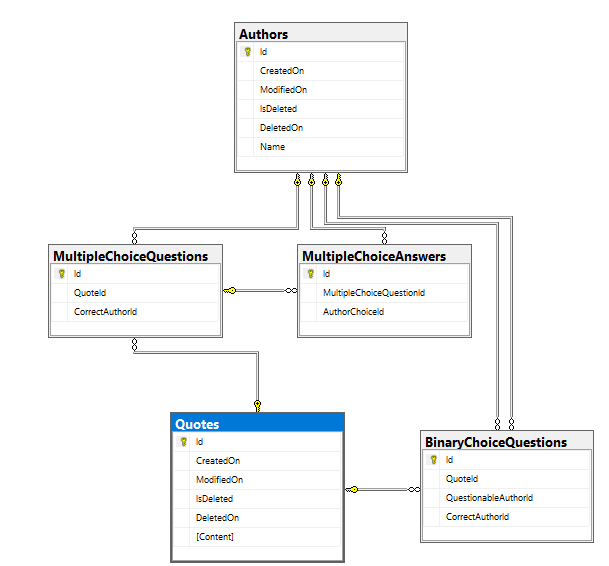 Authors
Id
CreatedOn
ModifiedOn
IsDeleted
DeletedOn
Name
MultipleChoiceQuestions
Id
QuoteId
CorrectAuthorId
MultipleChoiceAnswers
Id
MultipleChoiceQuestionId
AuthorChoiceId
Quotes
Id
CreatedOn
ModifiedOn
IsDeleted
DeletedOn
[Content]
BinaryChoiceQuestions
Id
QuoteId
QuestionableAuthorId
CorrectAuthorId